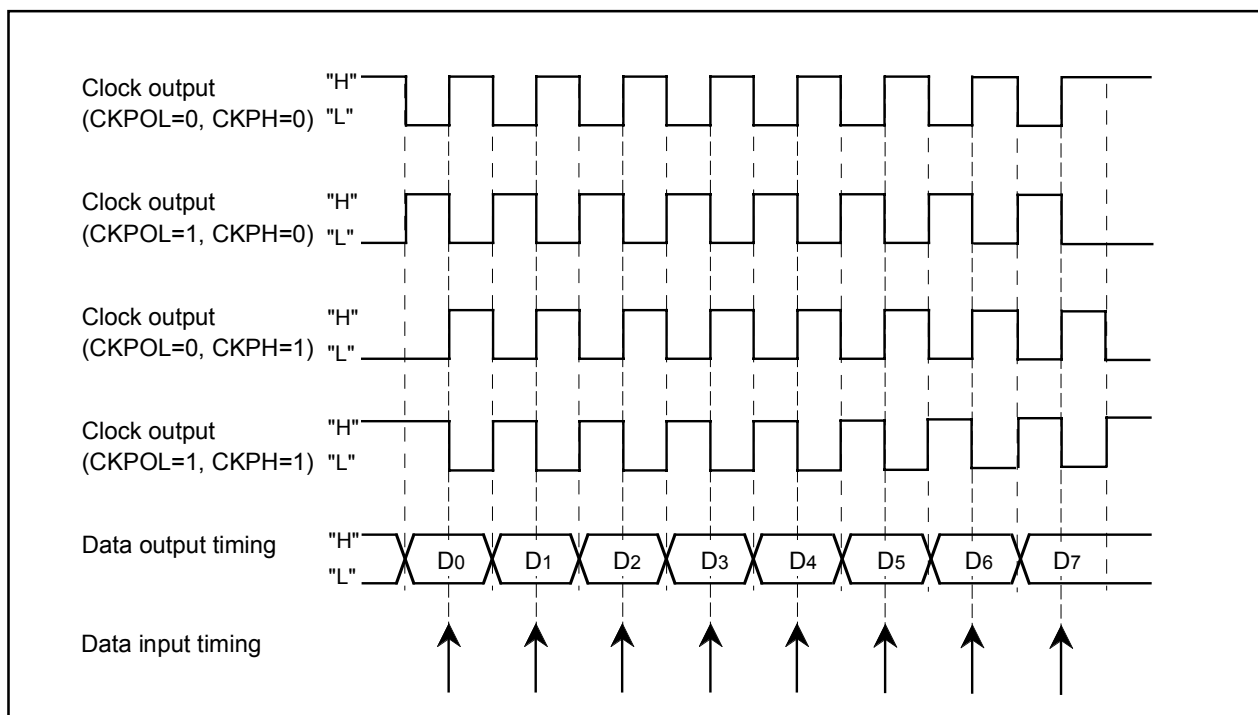 Clock output
(CKPOL=0, CKPH=0)
"H"
"L"
Clock output
(CKPOL=1, CKPH=0)
"H"
"L"
Clock output
(CKPOL=0, CKPH=1)
"H"
"L"
Clock output
(CKPOL=1, CKPH=1)
"H"
"L"
Data output timing
"H"
"L"
D0 D1 D2 D3 D4 D5 D6 D7
Data input timing